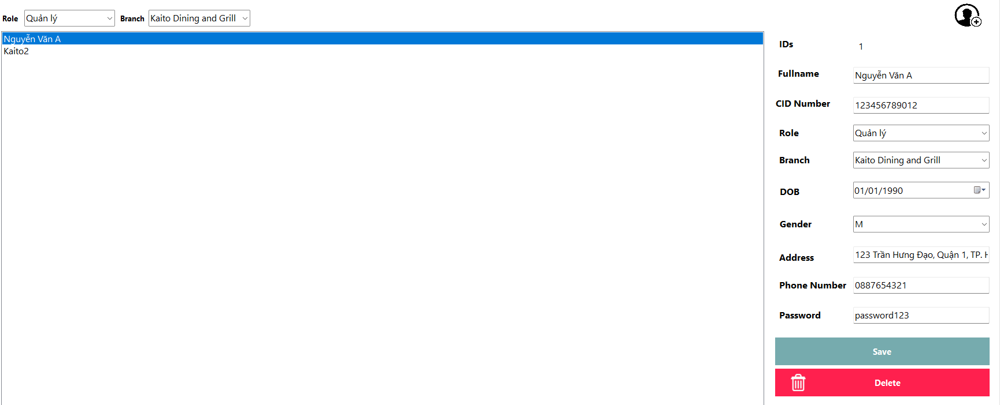 Role Quản lý Branch Kaito Dining and Grill
Nguyễn Văn A
Kaito2
IDs 1
Fullname Nguyễn Văn A
CID Number 123456789012
Role Quản lý
Branch Kaito Dining and Grill
DOB 01/01/1990
Gender M
Address 123 Trần Hưng Đạo, Quận 1, TP. H
Phone Number 0887654321
Password password123
Save
Delete